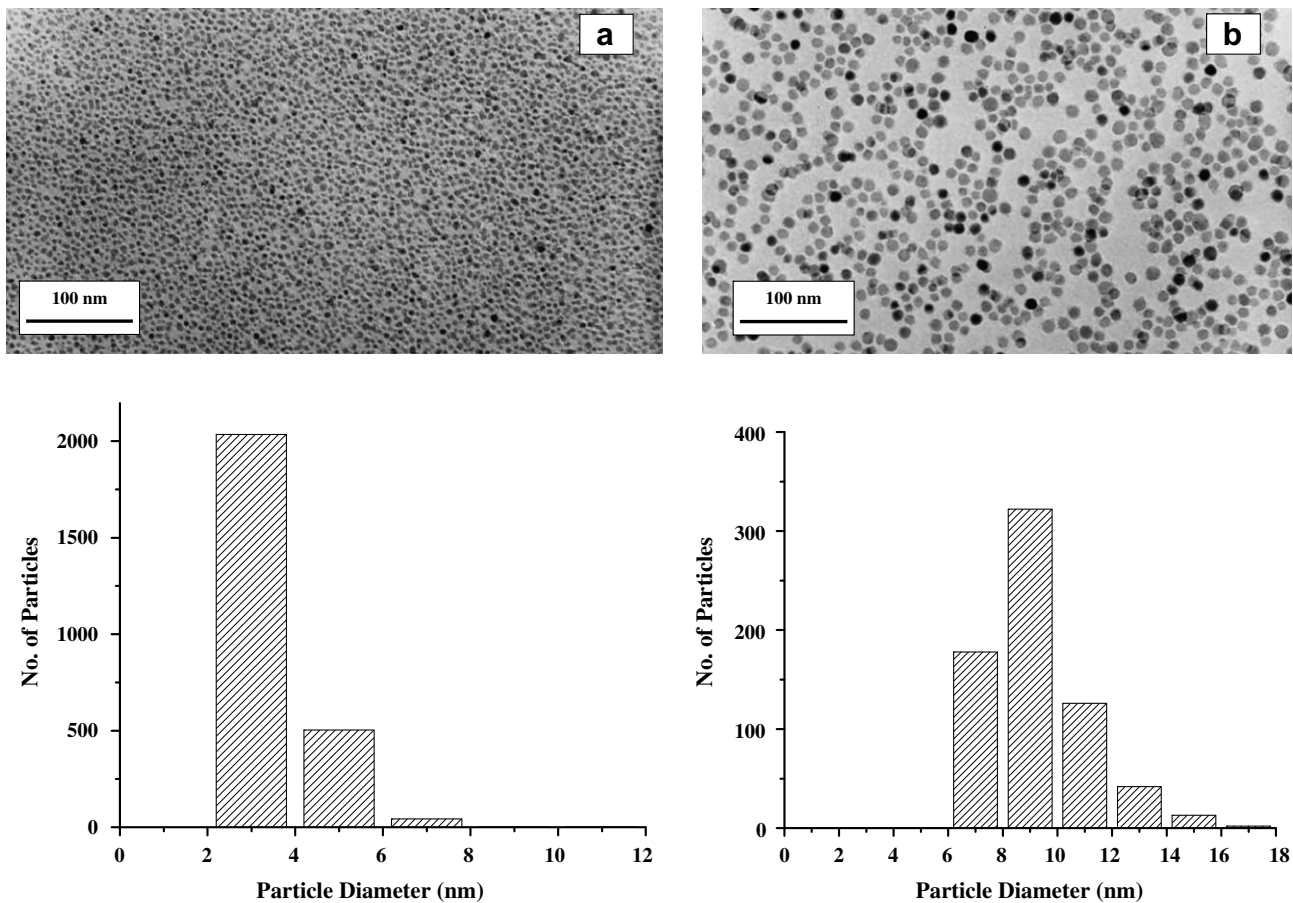 a
100 nm
b
100 nm
2000
1500
1000
500
0
No. of Particles
0 2 4 6 8 10 12
Particle Diameter (nm)
400
300
200
100
0
No. of Particles
0 2 4 6 8 10 12 14 16 18
Particle Diameter (nm)